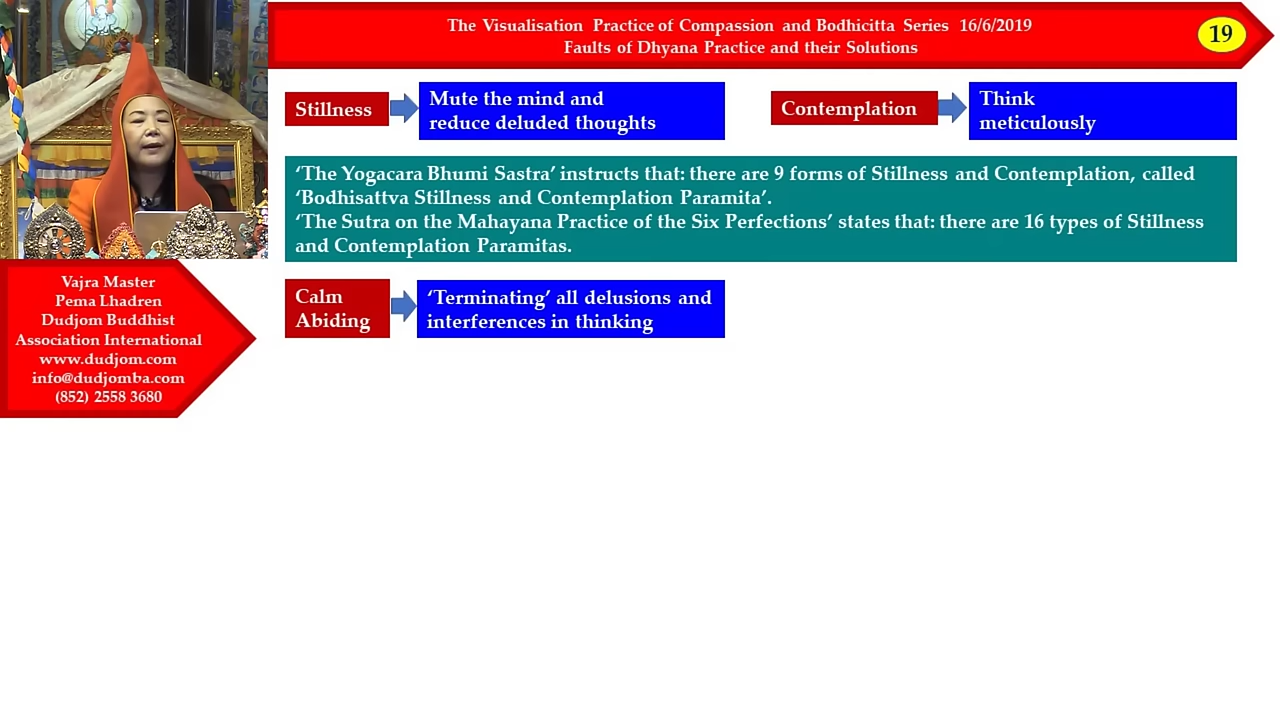 The Visualisation Practice of Compassion and Bodhicitta Series 16/6/2019
Faults of Dhyana Practice and their Solutions
19
Stillness
Mute the mind and
reduce deluded thoughts
Contemplation
Think
meticulously
‘The Yogacara Bhumi Sastra’ instructs that: there are 9 forms of Stillness and Contemplation, called
‘Bodhisattva Stillness and Contemplation Paramita’.
‘The Sutra on the Mahayana Practice of the Six Perfections’ states that: there are 16 types of Stillness
and Contemplation Paramitas.
Calm
Abiding
‘Terminating’ all delusions and
interferences in thinking
Vajra Master
Pema Lhadren
Dudjom Buddhist
Association International
www.dudjom.com
info@dudjomba.com
(852) 2558 3680